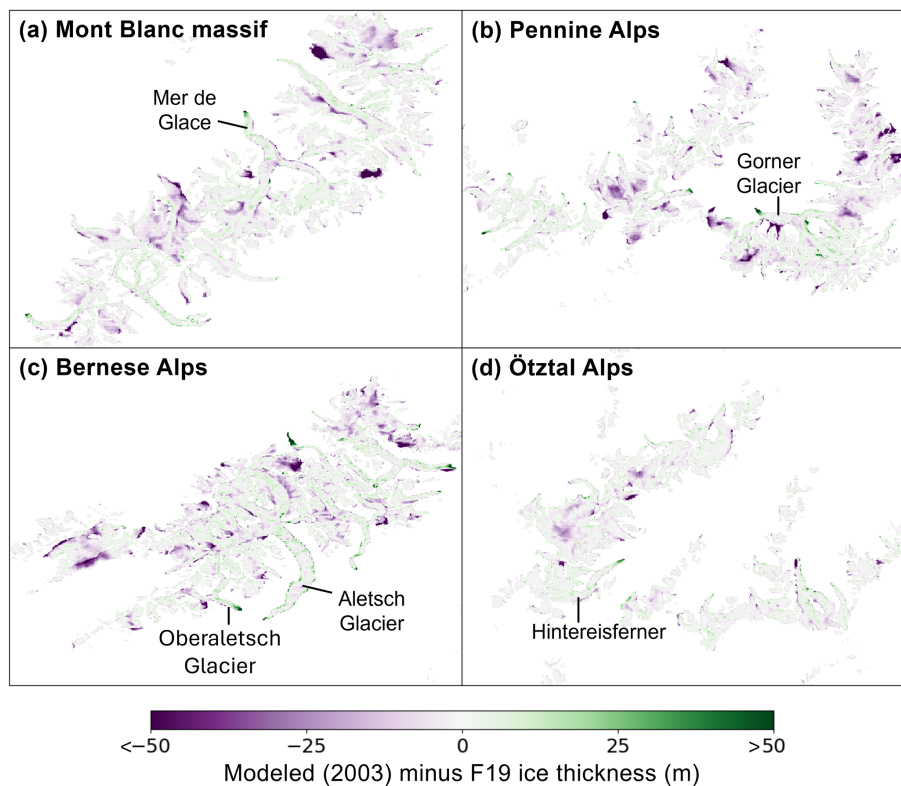 (a) Mont Blanc massif
Mer de
Glace
(b) Pennine Alps
Gorner
Glacier
(c) Bernese Alps
Aletsch
Glacier
Oberaletsch
Glacier
(d) Ötztal Alps
Hintereisferner
<−50 −25 0 25 >50
Modeled (2003) minus F19 ice thickness (m)